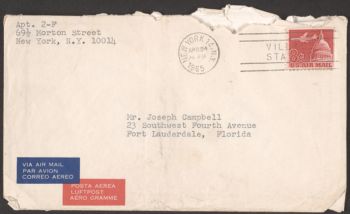 Apt. 2-F
69½ Morton Street
New York, N.Y. 10014
NEW YORK, N.Y.
1965
VILL
STA
8¢
U.S. AIR MAIL
Mr. Joseph Campbell
23 Southwest Fourth Avenue
Fort Lauderdale, Florida
VIA AIR MAIL
PAR AVION
CORREO AEREO
POSTA AEREA
LUFTPOST
AERO GRAMME